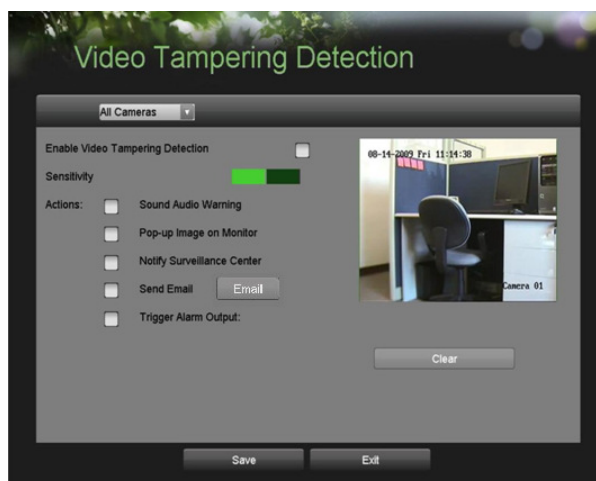 Video Tampering Detection
All Cameras
Enable Video Tampering Detection
Sensitivity
Actions:
Sound Audio Warning
Pop-up Image on Monitor
Notify Surveillance Center
Send Email Email
Trigger Alarm Output:
08-14-2009 Fri 11:14:38
Camera 01
Clear
Save Exit